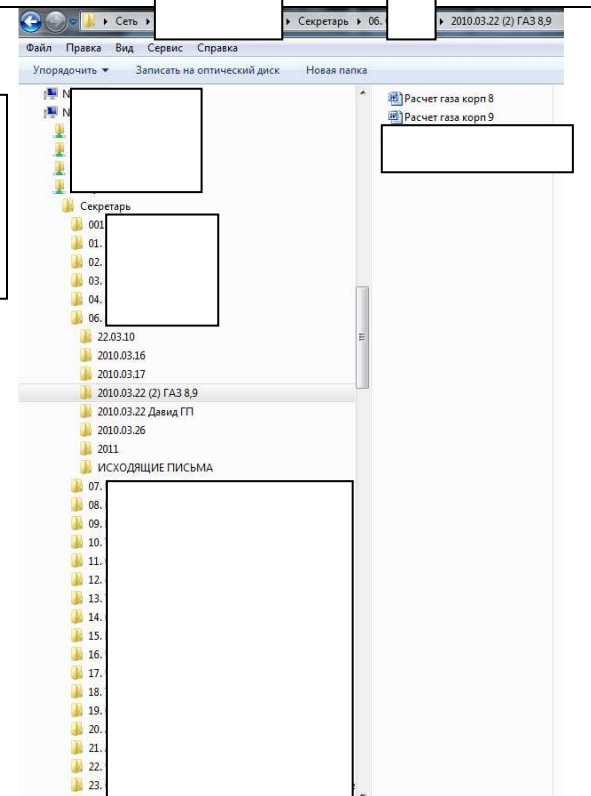 Сеть Секретарь 06. 2010.03.22 (2) ГАЗ 8,9
Файл Правка Вид Сервис Справка
Упорядочить Записать на оптический диск Новая папка
N
N
Секретарь
001
01.
02.
03.
04.
06.
22.03.10
2010.03.16
2010.03.17
2010.03.22 (2) ГАЗ 8,9
2010.03.22 Давид ГП
2010.03.26
2011
ИСХОДЯЩИЕ ПИСЬМА
07.
08.
09.
10.
11.
12.
13.
14.
15.
16.
17.
18.
19.
20.
21.
22.
23.
Расчет газа корп 8
Расчет газа корп 9